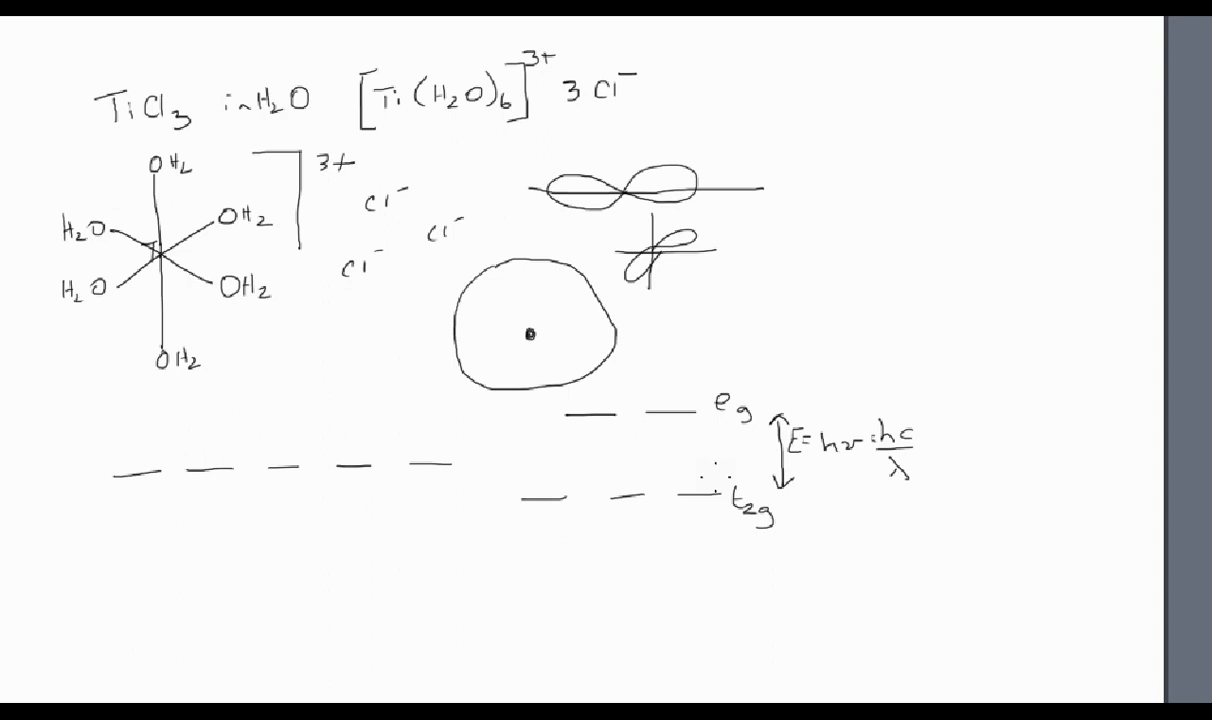 TiCl3 in H2O [Ti(H2O)6]3+ 3 Cl-
OH2 ] 3+
H2O OH2 Cl-
Ti Cl-
H2O OH2 Cl-
OH2
eg
E = hν = hc/λ
t2g